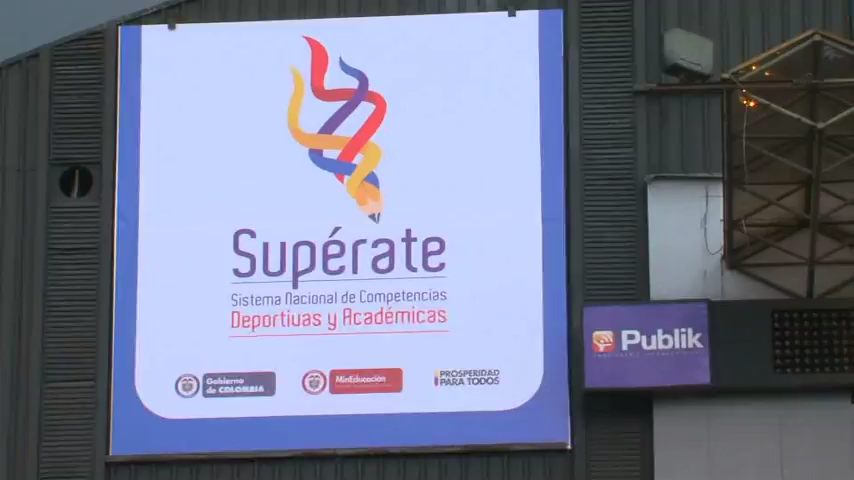 Supérate
Sistema Nacional de Competencias
Deportivas y Académicas
Gobierno
de COLOMBIA
MinEducación
PROSPERIDAD
PARA TODOS
Publik